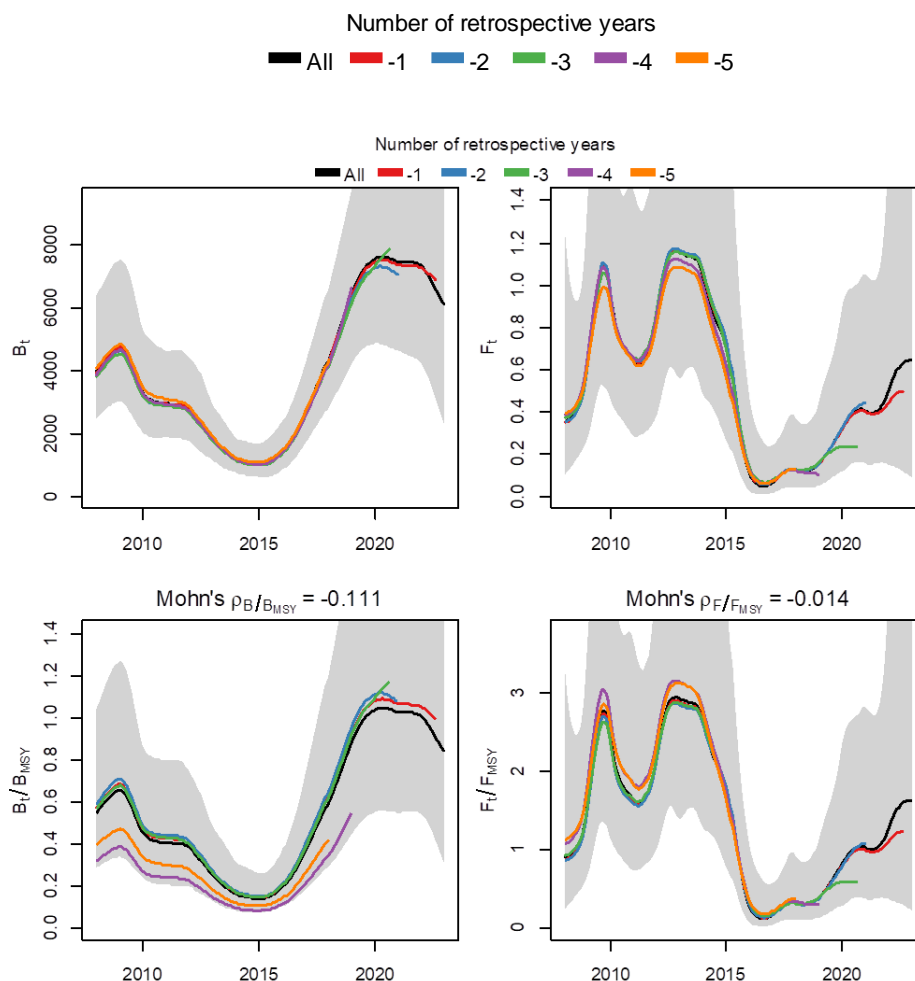 Number of retrospective years
All -1 -2 -3 -4 -5
Number of retrospective years
All -1 -2 -3 -4 -5
Bt
0 2000 4000 6000 8000
2010 2015 2020
Ft
0.0 0.2 0.4 0.6 0.8 1.0 1.2 1.4
2010 2015 2020
Mohn's ρB/BMSY = -0.111
Bt/BMSY
0.0 0.2 0.4 0.6 0.8 1.0 1.2 1.4
2010 2015 2020
Mohn's ρF/FMSY = -0.014
Ft/FMSY
0 1 2 3
2010 2015 2020